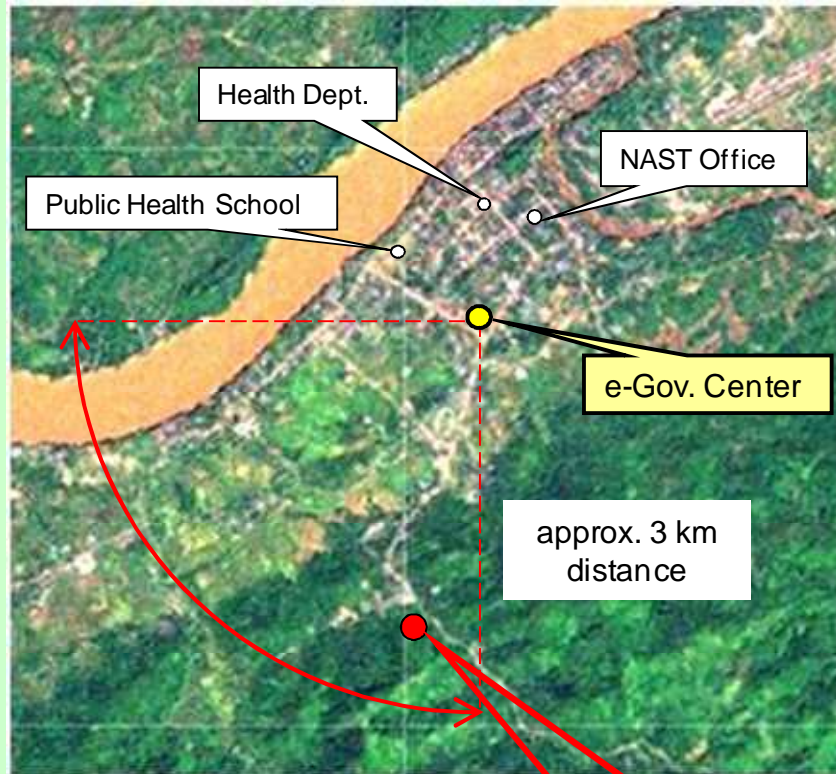 Health Dept.
NAST Office
Public Health School
e-Gov. Center
approx. 3 km
distance